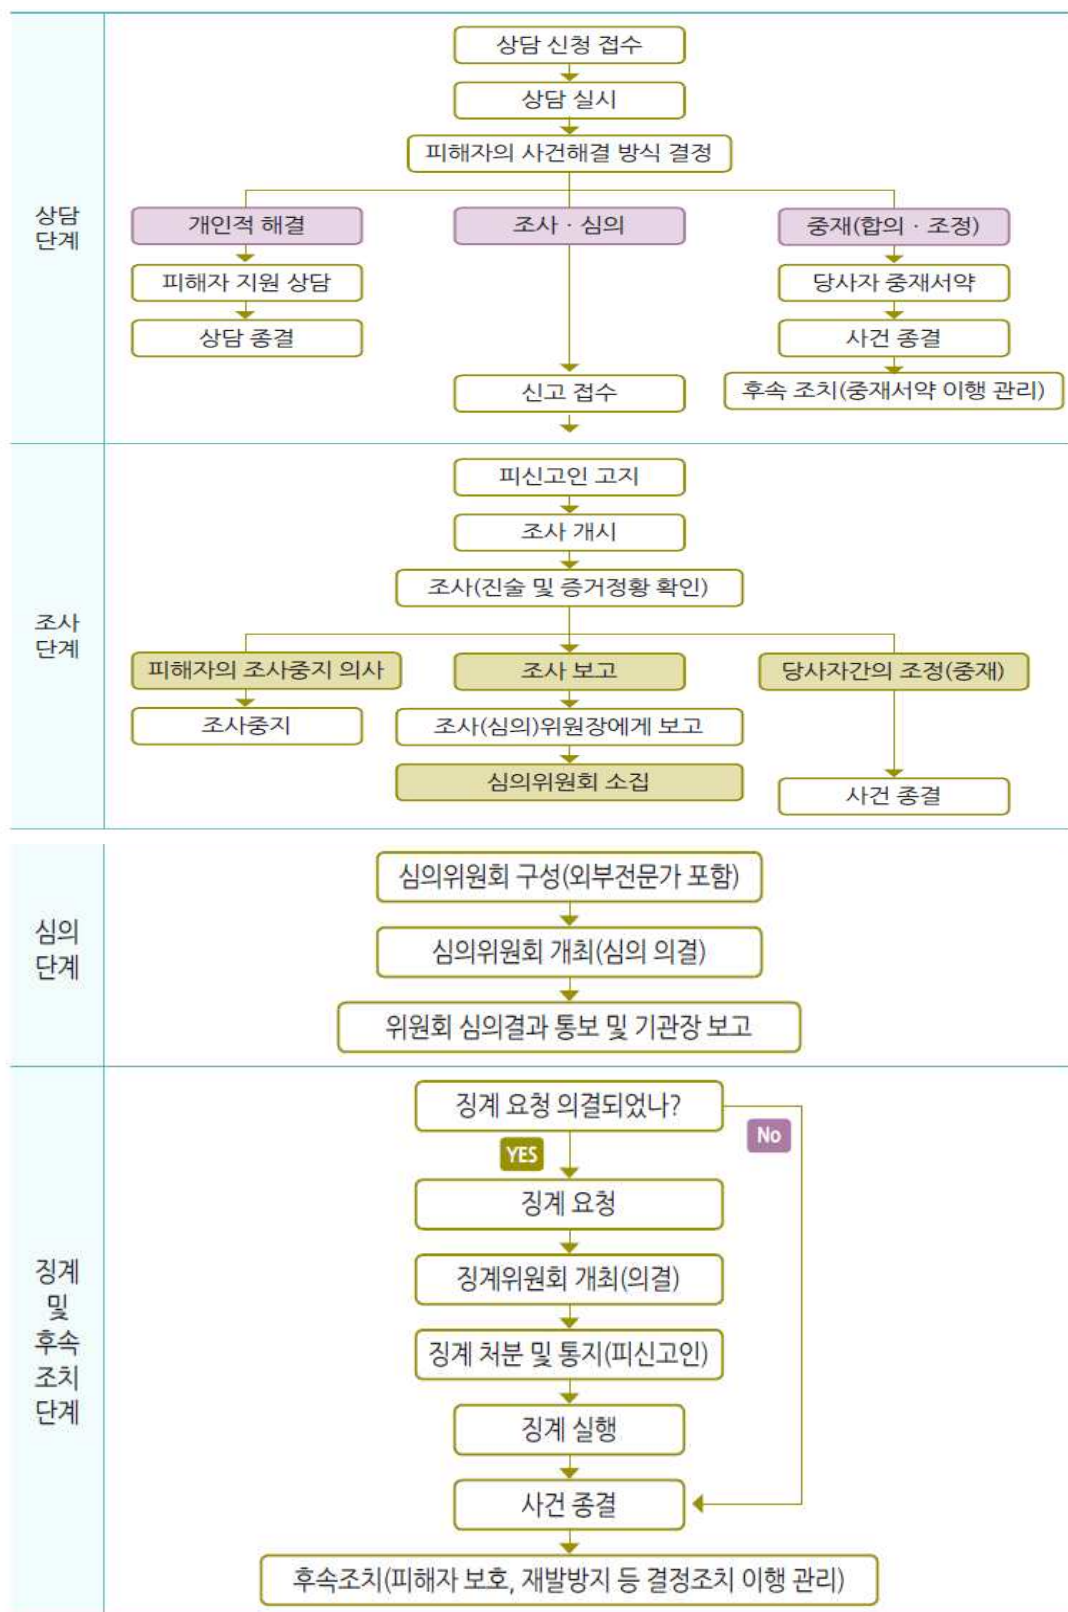 상담 신청 접수
상담 실시
피해자의 사건해결 방식 결정
상담
단계
개인적 해결
조사 · 심의
중재(합의 · 조정)
피해자 지원 상담
당사자 중재서약
상담 종결
사건 종결
신고 접수
후속 조치(중재서약 이행 관리)
피신고인 고지
조사 개시
조사(진술 및 증거정황 확인)
조사
단계
피해자의 조사중지 의사
조사 보고
당사자간의 조정(중재)
조사중지
조사(심의)위원장에게 보고
심의위원회 소집
사건 종결
심의위원회 구성(외부전문가 포함)
심의
단계
심의위원회 개최(심의 의결)
위원회 심의결과 통보 및 기관장 보고
징계 요청 의결되었나?
No
YES
징계 요청
징계위원회 개최(의결)
징계
및
후속
조치
단계
징계 처분 및 통지(피신고인)
징계 실행
사건 종결
후속조치(피해자 보호, 재발방지 등 결정조치 이행 관리)